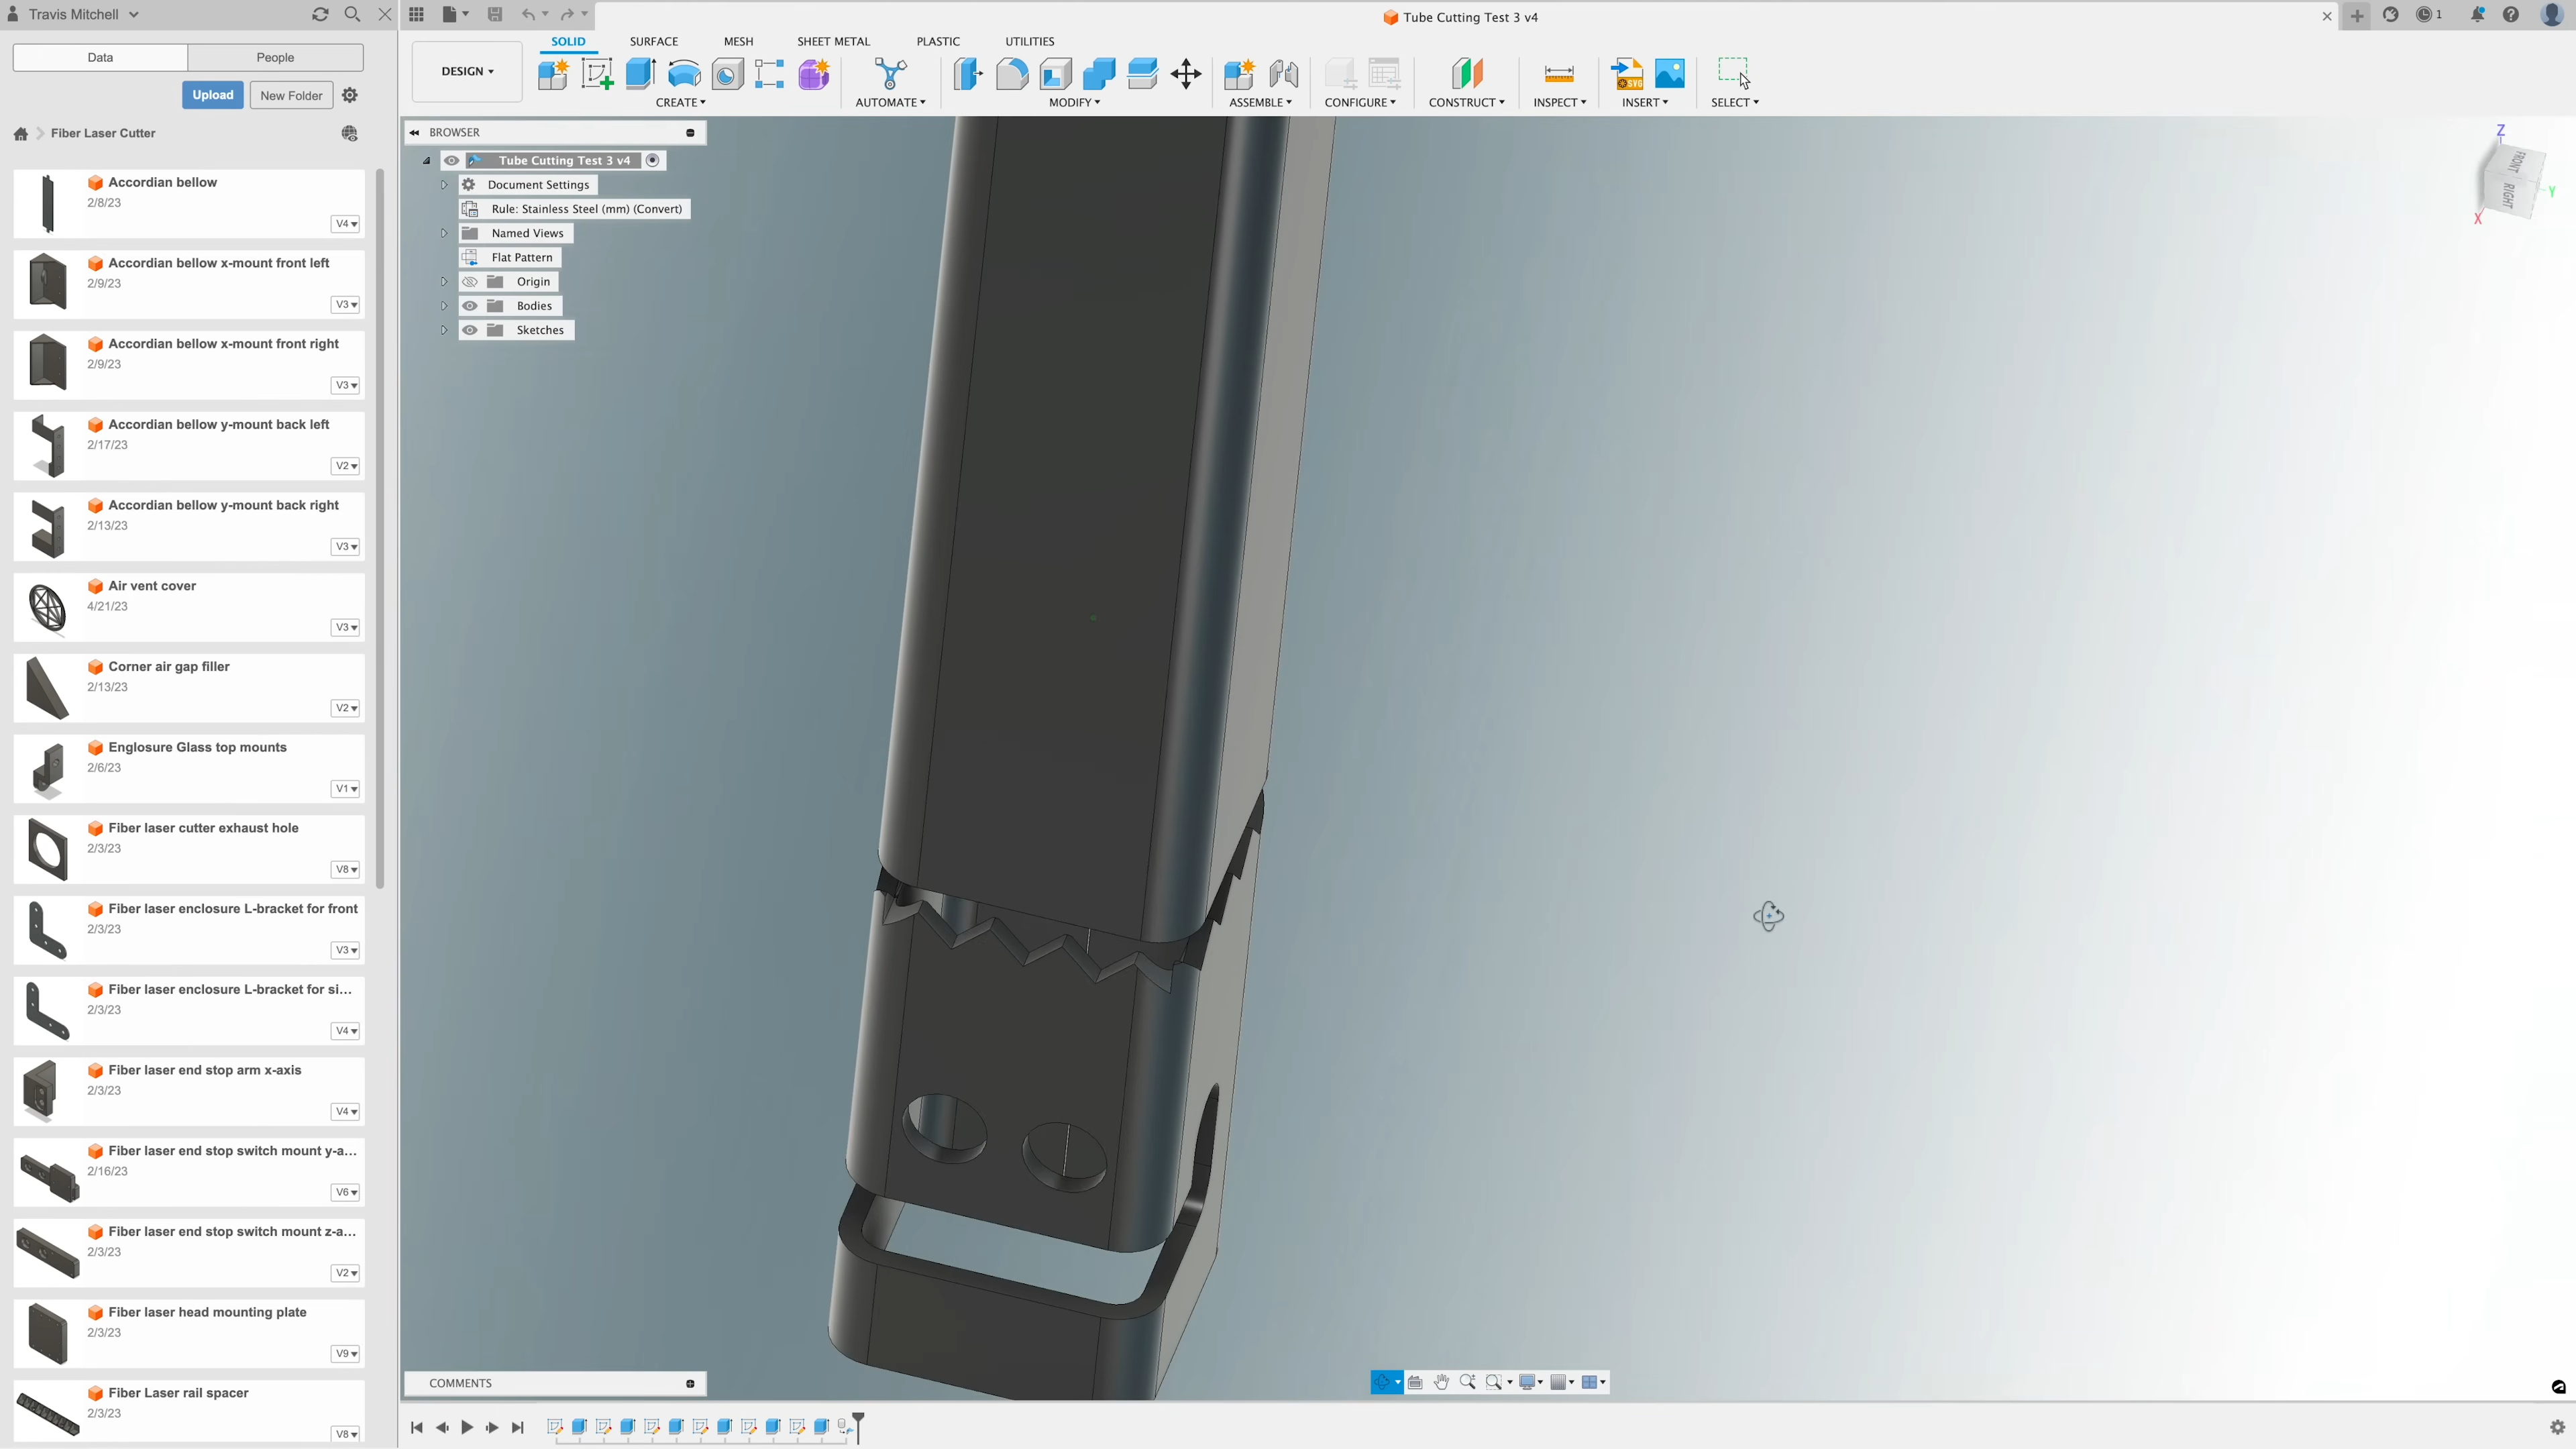 Travis Mitchell
Tube Cutting Test 3 v4
1
Data
People
Upload
New Folder
Fiber Laser Cutter
Accordian bellow
2/8/23
V4
Accordian bellow x-mount front left
2/9/23
V3
Accordian bellow x-mount front right
2/9/23
V3
Accordian bellow y-mount back left
2/17/23
V2
Accordian bellow y-mount back right
2/13/23
V3
Air vent cover
4/21/23
V3
Corner air gap filler
2/13/23
V2
Englosure Glass top mounts
2/6/23
V1
Fiber laser cutter exhaust hole
2/3/23
V8
Fiber laser enclosure L-bracket for front
2/3/23
V3
Fiber laser enclosure L-bracket for si...
2/3/23
V4
Fiber laser end stop arm x-axis
2/3/23
V4
Fiber laser end stop switch mount y-a...
2/16/23
V6
Fiber laser end stop switch mount z-a...
2/3/23
V2
Fiber laser head mounting plate
2/3/23
V9
Fiber Laser rail spacer
2/3/23
V8
DESIGN
SOLID
SURFACE
MESH
SHEET METAL
PLASTIC
UTILITIES
CREATE
AUTOMATE
MODIFY
ASSEMBLE
CONFIGURE
CONSTRUCT
INSPECT
INSERT
SELECT
SVG
BROWSER
Tube Cutting Test 3 v4
Document Settings
Rule: Stainless Steel (mm) (Convert)
Named Views
Flat Pattern
Origin
Bodies
Sketches
Z
FRONT
RIGHT
Y
X
COMMENTS